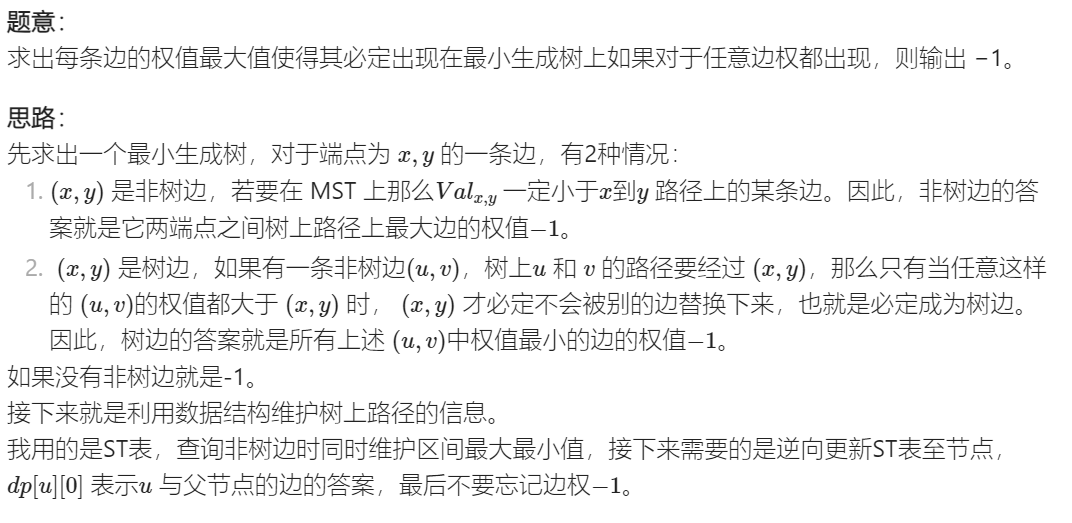 题意：
求出每条边的权值最大值使得其必定出现在最小生成树上如果对于任意边权都出现，则输出 −1。
思路：
先求出一个最小生成树，对于端点为 x, y 的一条边，有2种情况：
1. (x, y) 是非树边，若要在 MST 上那么Val_{x,y} 一定小于x到y 路径上的某条边。因此，非树边的答
案就是它两端点之间树上路径上最大边的权值−1。
2. (x, y) 是树边，如果有一条非树边(u, v)，树上u 和 v 的路径要经过 (x, y)，那么只有当任意这样
的 (u, v)的权值都大于 (x, y) 时， (x, y) 才必定不会被别的边替换下来，也就是必定成为树边。
因此，树边的答案就是所有上述 (u, v)中权值最小的边的权值−1。
如果没有非树边就是-1。
接下来就是利用数据结构维护树上路径的信息。
我用的是ST表，查询非树边时同时维护区间最大最小值，接下来需要的是逆向更新ST表至节点，
dp[u][0] 表示u 与父节点的边的答案，最后不要忘记边权−1。